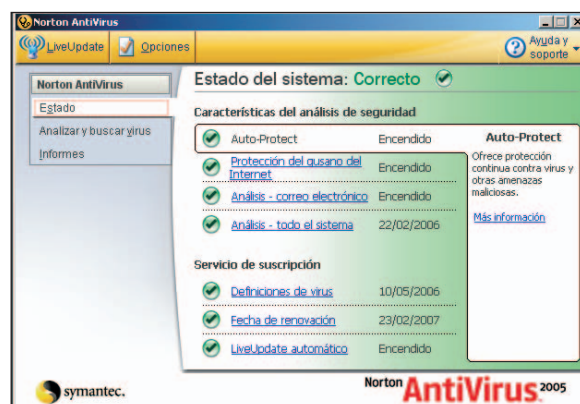 Norton AntiVirus
LiveUpdate Opciones Ayuda y soporte
Norton AntiVirus
Estado
Analizar y buscar virus
Informes
Estado del sistema: Correcto
Características del análisis de seguridad
Auto-Protect Encendido
Protección del gusano del Internet Encendido
Análisis - correo electrónico Encendido
Análisis - todo el sistema 22/02/2006
Servicio de suscripción
Definiciones de virus 10/05/2006
Fecha de renovación 23/02/2007
LiveUpdate automático Encendido
Auto-Protect
Ofrece protección
continua contra virus y
otras amenazas
maliciosas.
Más información
symantec.
Norton AntiVirus 2005